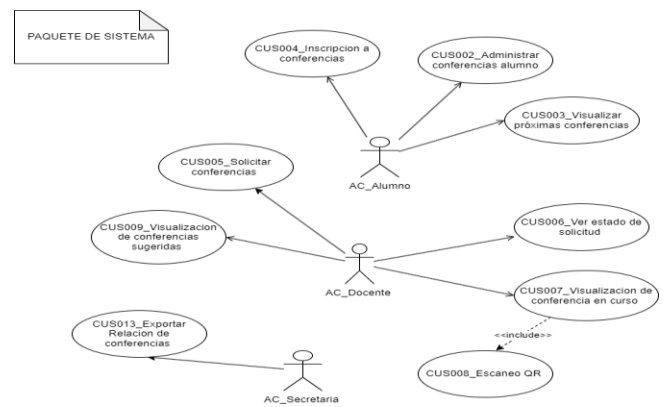 PAQUETE DE SISTEMA
CUS004_Inscripcion a
conferencias
CUS002_Administrar
conferencias alumno
CUS003_Visualizar
próximas conferencias
AC_Alumno
CUS005_Solicitar
conferencias
CUS009_Visualizacion
de conferencias
sugeridas
CUS006_Ver estado de
solicitud
AC_Docente
CUS007_Visualizacion de
conferencia en curso
<<include>>
CUS013_Exportar
Relacion de
conferencias
CUS008_Escaneo QR
AC_Secretaria